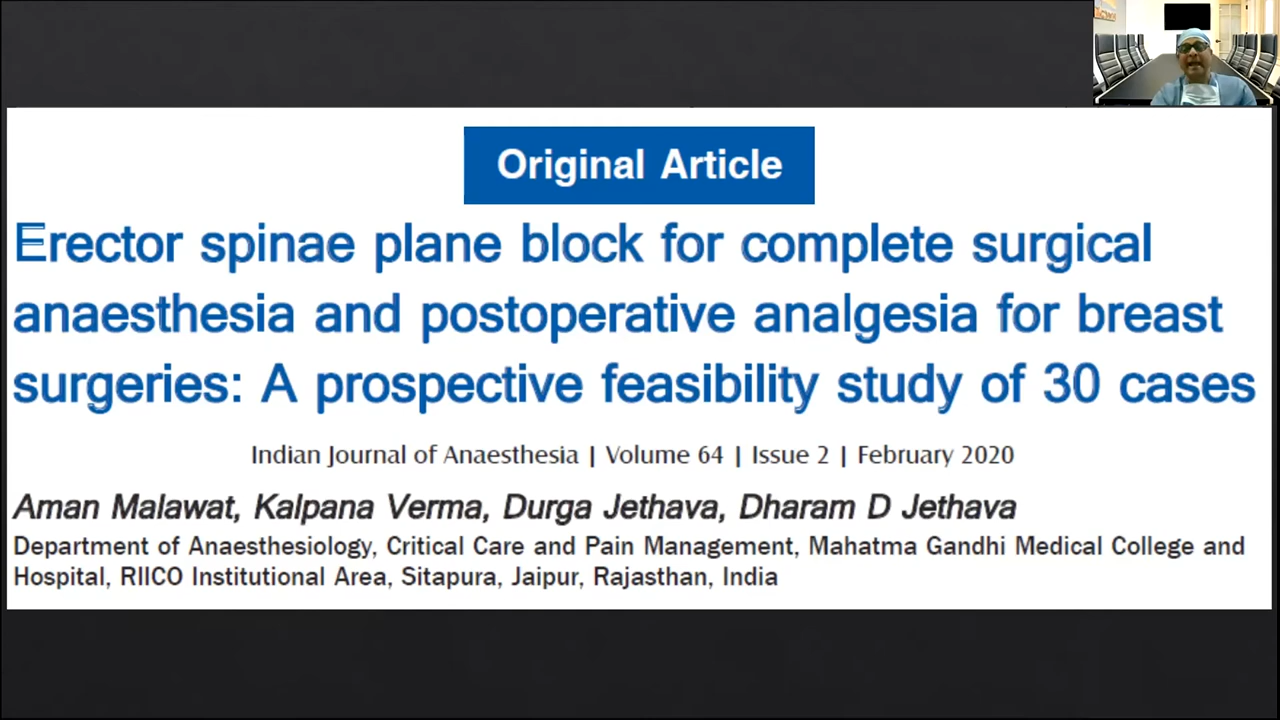 Original Article
Erector spinae plane block for complete surgical
anaesthesia and postoperative analgesia for breast
surgeries: A prospective feasibility study of 30 cases
Indian Journal of Anaesthesia | Volume 64 | Issue 2 | February 2020
Aman Malawat, Kalpana Verma, Durga Jethava, Dharam D Jethava
Department of Anaesthesiology, Critical Care and Pain Management, Mahatma Gandhi Medical College and
Hospital, RIICO Institutional Area, Sitapura, Jaipur, Rajasthan, India